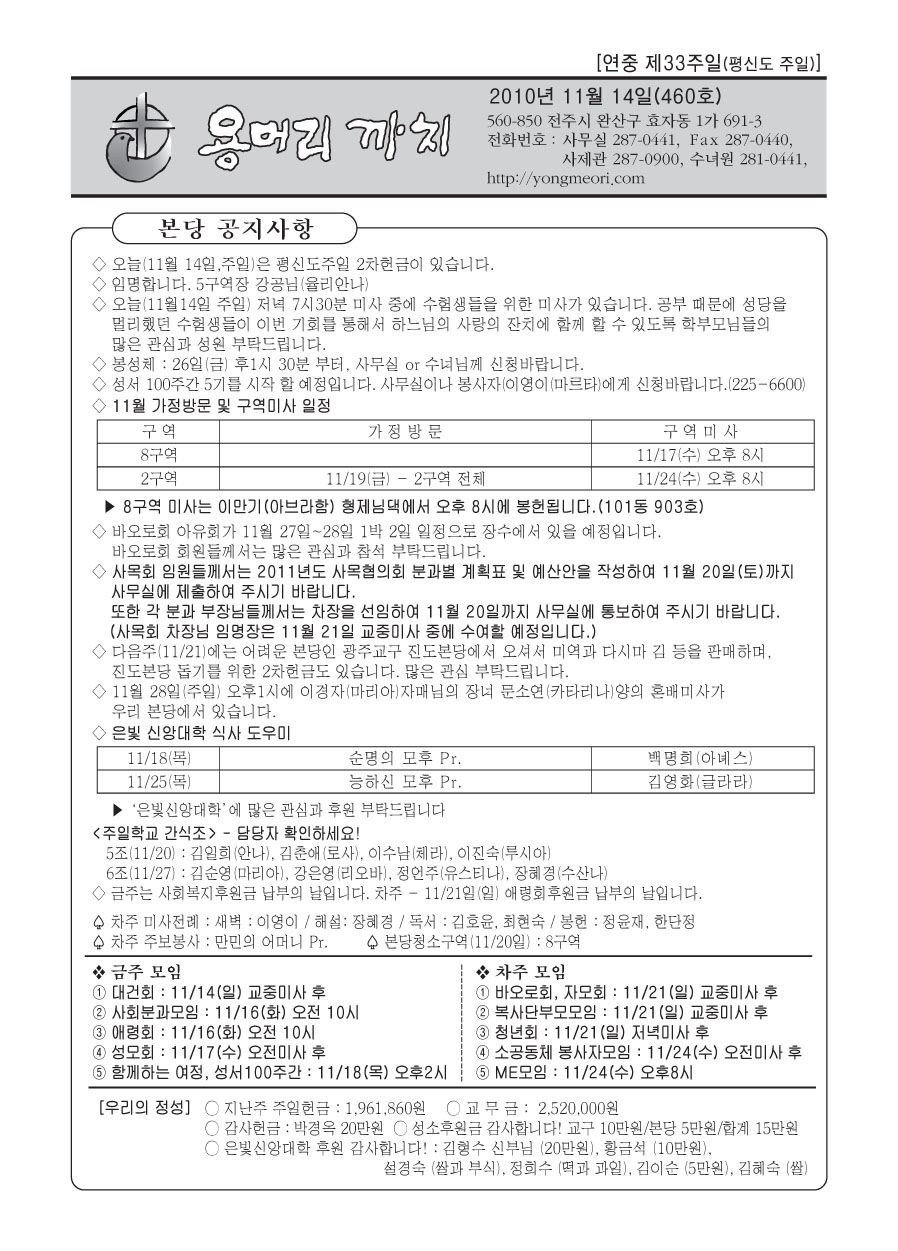 [연중 제33주일(평신도 주일)]
용머리 까치
2010년 11월 14일(460호)
560-850 전주시 완산구 효자동 1가 691-3
전화번호 : 사무실 287-0441, Fax 287-0440,
사제관 287-0900, 수녀원 281-0441,
http://yongmeori.com
본당 공지사항
◇ 오늘(11월 14일,주일)은 평신도주일 2차헌금이 있습니다.
◇ 임명합니다. 5구역장 강공님(율리안나)
◇ 오늘(11월14일 주일) 저녁 7시30분 미사 중에 수험생들을 위한 미사가 있습니다. 공부 때문에 성당을
멀리했던 수험생들이 이번 기회를 통해서 하느님의 사랑의 잔치에 함께 할 수 있도록 학부모님들의
많은 관심과 성원 부탁드립니다.
◇ 봉성체 : 26일(금) 후1시 30분 부터, 사무실 or 수녀님께 신청바랍니다.
◇ 성서 100주간 5기를 시작 할 예정입니다. 사무실이나 봉사자(이영이(마르타)에게 신청바랍니다.(225-6600)
◇ 11월 가정방문 및 구역미사 일정
구 역 가 정 방 문 구 역 미 사
8구역 11/17(수) 오후 8시
2구역 11/19(금) - 2구역 전체 11/24(수) 오후 8시
▶ 8구역 미사는 이만기(아브라함) 형제님댁에서 오후 8시에 봉헌됩니다.(101동 903호)
◇ 바오로회 야유회가 11월 27일~28일 1박 2일 일정으로 장수에서 있을 예정입니다.
바오로회 회원들께서는 많은 관심과 참석 부탁드립니다.
◇ 사목회 임원들께서는 2011년도 사목협의회 분과별 계획표 및 예산안을 작성하여 11월 20일(토)까지
사무실에 제출하여 주시기 바랍니다.
또한 각 분과 부장님들께서는 차장을 선임하여 11월 20일까지 사무실에 통보하여 주시기 바랍니다.
(사목회 차장님 임명장은 11월 21일 교중미사 중에 수여할 예정입니다.)
◇ 다음주(11/21)에는 어려운 본당인 광주교구 진도본당에서 오셔서 미역과 다시마 김 등을 판매하며,
진도본당 돕기를 위한 2차헌금도 있습니다. 많은 관심 부탁드립니다.
◇ 11월 28일(주일) 오후1시에 이경자(마리아)자매님의 장녀 문소연(카타리나)양의 혼배미사가
우리 본당에서 있습니다.
◇ 은빛 신앙대학 식사 도우미
11/18(목) 순명의 모후 Pr. 백명희(아녜스)
11/25(목) 능하신 모후 Pr. 김영화(글라라)
▶ ‘은빛신앙대학’에 많은 관심과 후원 부탁드립니다
<주일학교 간식조> - 담당자 확인하세요!
5조(11/20) : 김일희(안나), 김춘애(로사), 이수남(체라), 이진숙(루시아)
6조(11/27) : 김순영(마리아), 강은영(리오바), 정언주(유스티나), 장혜경(수산나)
◇ 금주는 사회복지후원금 납부의 날입니다. 차주 - 11/21일(일) 애령회후원금 납부의 날입니다.
♤ 차주 미사전례 : 새벽 : 이영이 / 해설: 장혜경 / 독서 : 김호윤, 최현숙 / 봉헌 : 정윤재, 한단정
♤ 차주 주보봉사 : 만민의 어머니 Pr. ♤ 본당청소구역(11/20일) : 8구역
❖ 금주 모임
① 대건회 : 11/14(일) 교중미사 후
② 사회분과모임 : 11/16(화) 오전 10시
③ 애령회 : 11/16(화) 오전 10시
④ 성모회 : 11/17(수) 오전미사 후
⑤ 함께하는 여정, 성서100주간 : 11/18(목) 오후2시
❖ 차주 모임
① 바오로회, 자모회 : 11/21(일) 교중미사 후
② 복사단부모모임 : 11/21(일) 교중미사 후
③ 청년회 : 11/21(일) 저녁미사 후
④ 소공동체 봉사자모임 : 11/24(수) 오전미사 후
⑤ ME모임 : 11/24(수) 오후8시
[우리의 정성] ○ 지난주 주일헌금 : 1,961,860원 ○ 교 무 금 : 2,520,000원
○ 감사헌금 : 박경옥 20만원 ○ 성소후원금 감사합니다! 교구 10만원/본당 5만원/합계 15만원
○ 은빛신앙대학 후원 감사합니다! : 김형수 신부님 (20만원), 황금석 (10만원),
설경숙 (쌀과 부식), 정희수 (떡과 과일), 김이순 (5만원), 김혜숙 (쌀)